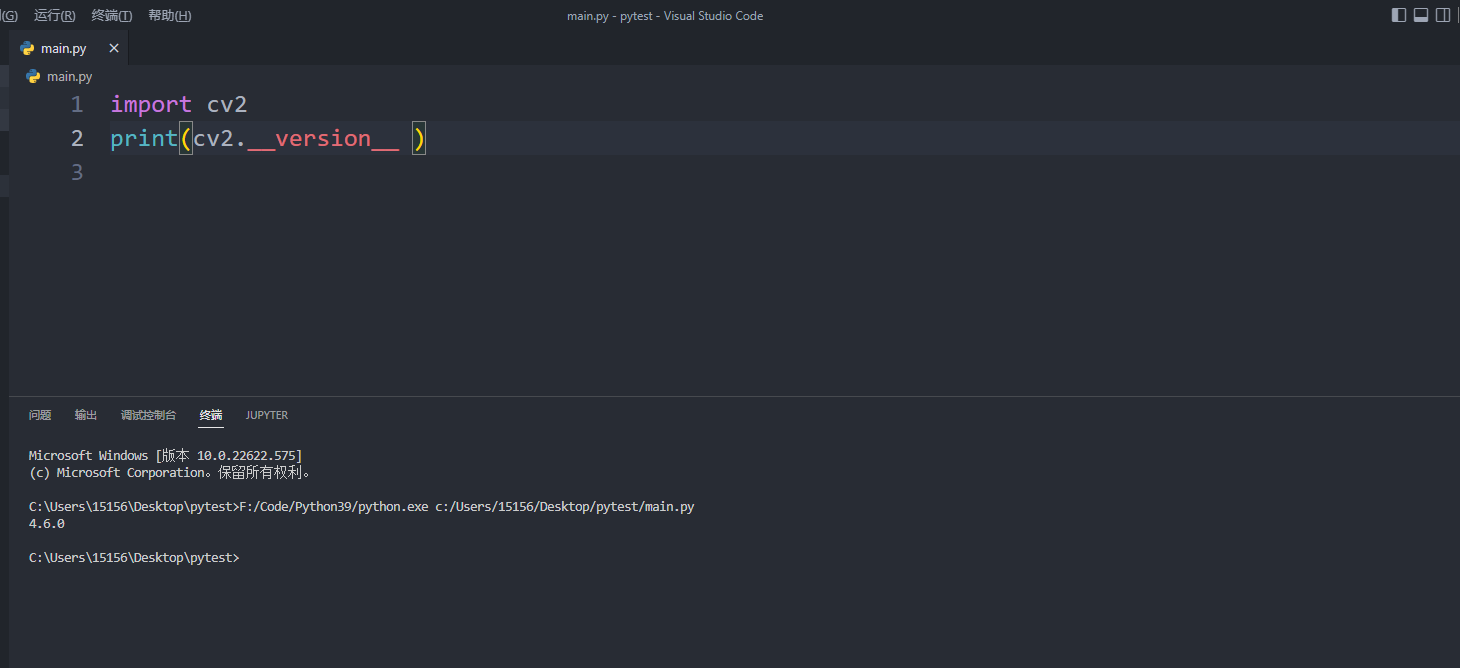 (G) 运行(R) 终端(T) 帮助(H) main.py - pytest - Visual Studio Code
main.py ×
main.py
1 import cv2
2 print(cv2.__version__ )
3
问题 输出 调试控制台 终端 JUPYTER
Microsoft Windows [版本 10.0.22622.575]
(c) Microsoft Corporation。保留所有权利。
C:\Users\15156\Desktop\pytest>F:/Code/Python39/python.exe c:/Users/15156/Desktop/pytest/main.py
4.6.0
C:\Users\15156\Desktop\pytest>